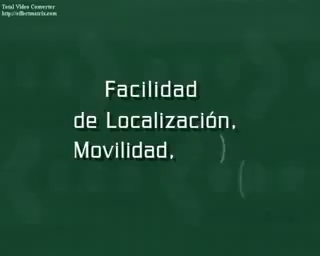 Total Video Converter
http://effectmatrix.com
Facilidad
de Localización,
Movilidad,